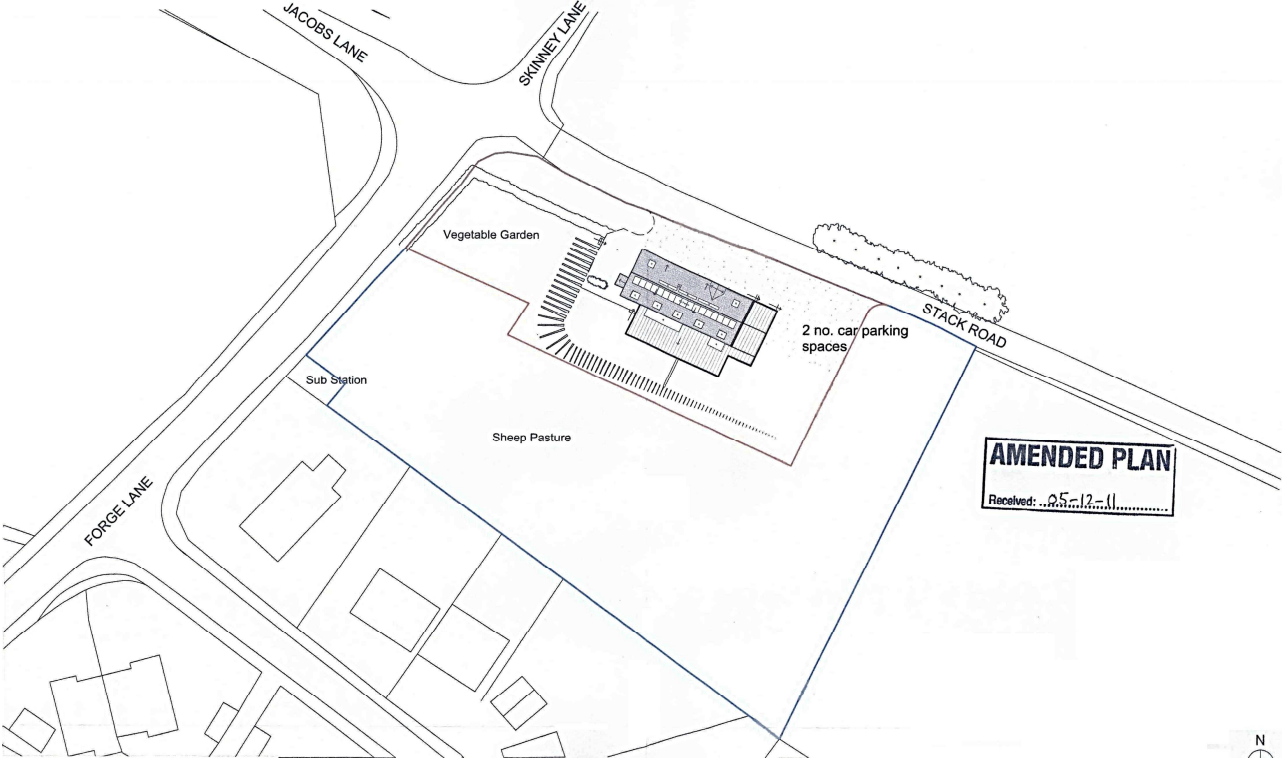 JACOBS LANE
SKINNEY LANE
Vegetable Garden
2 no. car parking
spaces
STACK ROAD
Sub Station
Sheep Pasture
FORGE LANE
AMENDED PLAN
Received: 05-12-11
N